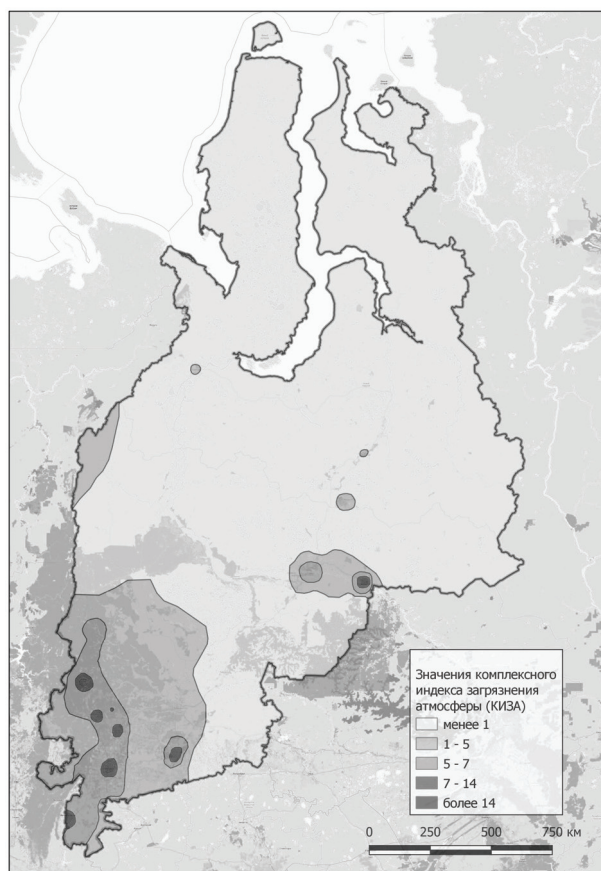 Значения комплексного
индекса загрязнения
атмосферы (КИЗА)
менее 1
1 - 5
5 - 7
7 - 14
более 14
0 250 500 750 км